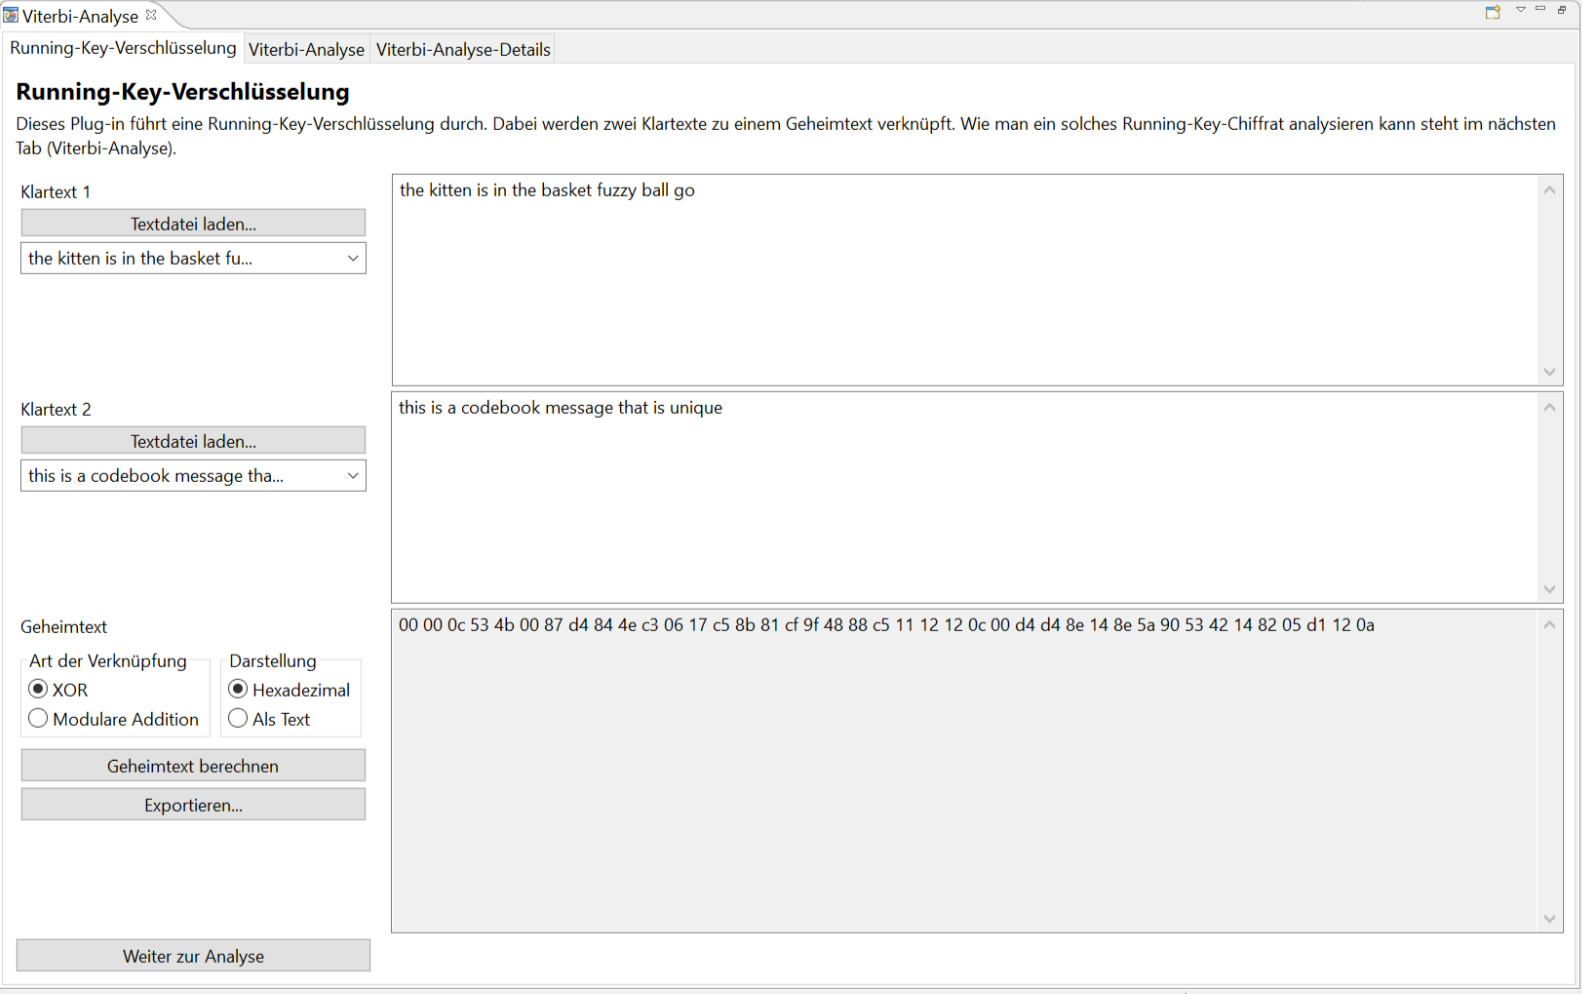 Viterbi-Analyse
Running-Key-Verschlüsselung Viterbi-Analyse Viterbi-Analyse-Details
Running-Key-Verschlüsselung
Dieses Plug-in führt eine Running-Key-Verschlüsselung durch. Dabei werden zwei Klartexte zu einem Geheimtext verknüpft. Wie man ein solches Running-Key-Chiffrat analysieren kann steht im nächsten
Tab (Viterbi-Analyse).
Klartext 1
Textdatei laden...
the kitten is in the basket fu...
the kitten is in the basket fuzzy ball go
Klartext 2
Textdatei laden...
this is a codebook message tha...
this is a codebook message that is unique
Geheimtext
Art der Verknüpfung
XOR
Modulare Addition
Darstellung
Hexadezimal
Als Text
Geheimtext berechnen
Exportieren...
00 00 0c 53 4b 00 87 d4 84 4e c3 06 17 c5 8b 81 cf 9f 48 88 c5 11 12 12 0c 00 d4 d4 8e 14 8e 5a 90 53 42 14 82 05 d1 12 0a
Weiter zur Analyse